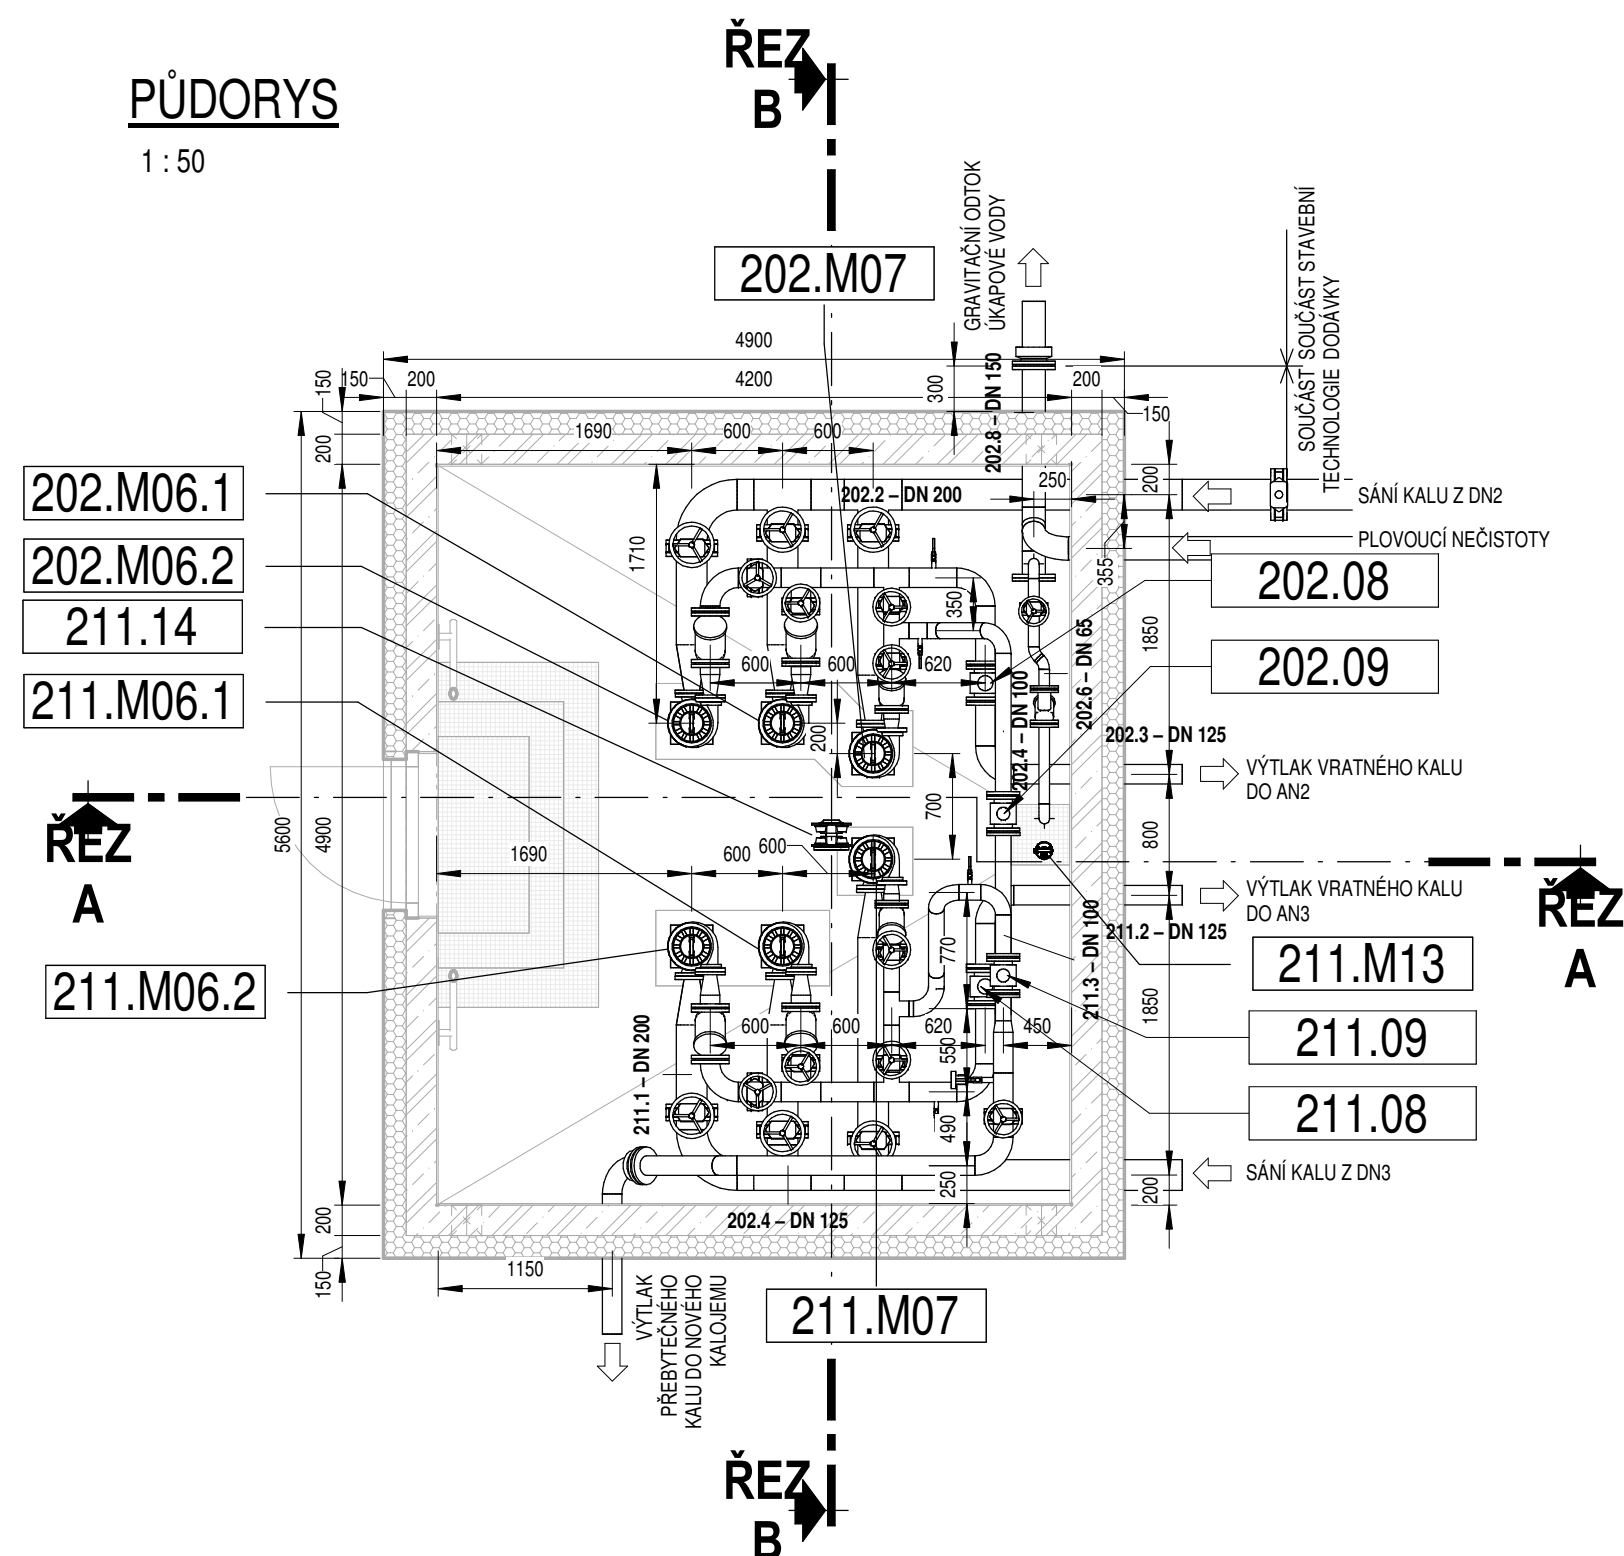 PŮDORYS
1 : 50
ŘEZ
B
GRAVITAČNÍ ODTOK
ÚKAPOVÉ VODY
SOUČÁST STAVEBNÍ
DODÁVKY
SOUČÁST
TECHNOLOGIE
202.M07
4900
150
150
200
4200
200
300
150
202.8 – DN 150
1690
600
600
200
202.M06.1
202.M06.2
211.14
211.M06.1
1710
202.2 – DN 200
250
200
SÁNÍ KALU Z DN2
PLOVOUCÍ NEČISTOTY
355
202.08
350
202.6 – DN 65
1850
600
600
620
202.09
202.4 – DN 100
200
202.3 – DN 125
700
VÝTLAK VRATNÉHO KALU
DO AN2
ŘEZ
A
5600
4900
1690
600
600
800
VÝTLAK VRATNÉHO KALU
DO AN3
ŘEZ
A
211.2 – DN 125
770
211.3 – DN 100
211.M13
211.M06.2
1850
600
600
620
450
550
211.09
211.1 – DN 200
490
211.08
250
200
SÁNÍ KALU Z DN3
200
202.4 – DN 125
150
1150
VÝTLAK
PŘEBYTEČNÉHO
KALU DO NOVÉHO
KALOJEMU
211.M07
ŘEZ
B